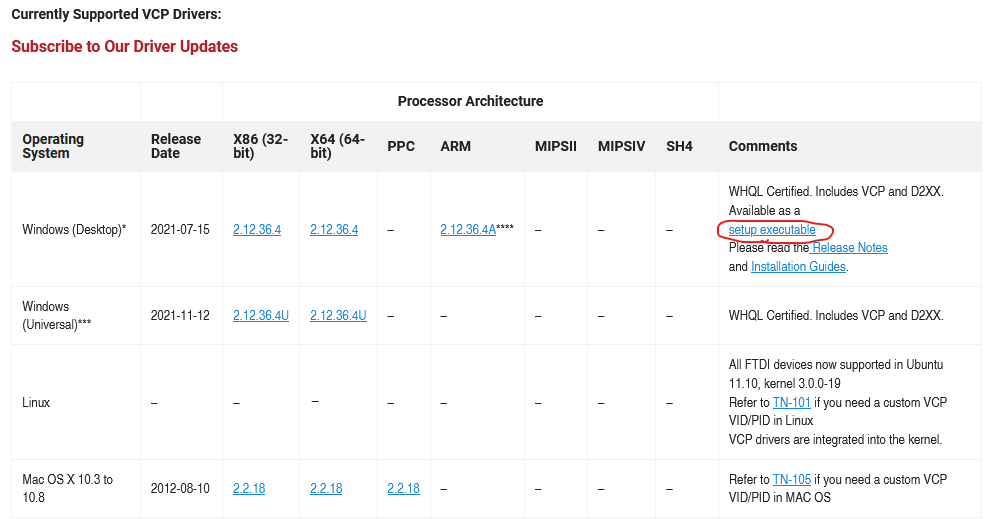 Currently Supported VCP Drivers:
Subscribe to Our Driver Updates
Processor Architecture
Operating System Release Date X86 (32-bit) X64 (64-bit) PPC ARM MIPSII MIPSIV SH4 Comments
Windows (Desktop)* 2021-07-15 2.12.36.4 2.12.36.4 – 2.12.36.4A**** – – – WHQL Certified. Includes VCP and D2XX.
Available as a
setup executable
Please read the Release Notes
and Installation Guides.
Windows (Universal)*** 2021-11-12 2.12.36.4U 2.12.36.4U – – – – – WHQL Certified. Includes VCP and D2XX.
Linux – – – – – – – – All FTDI devices now supported in Ubuntu
11.10, kernel 3.0.0-19
Refer to TN-101 if you need a custom VCP
VID/PID in Linux
VCP drivers are integrated into the kernel.
Mac OS X 10.3 to 10.8 2012-08-10 2.2.18 2.2.18 2.2.18 – – – – Refer to TN-105 if you need a custom VCP
VID/PID in MAC OS